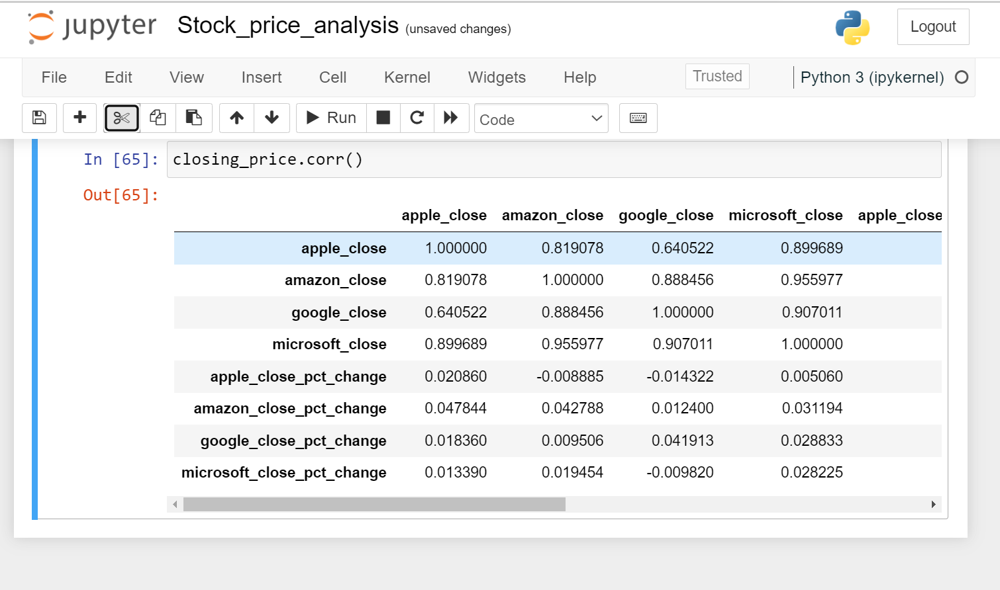 jupyter Stock_price_analysis (unsaved changes) Logout
File Edit View Insert Cell Kernel Widgets Help Trusted Python 3 (ipykernel)
Run Code
In [65]: closing_price.corr()
Out[65]:
apple_close amazon_close google_close microsoft_close apple_close
apple_close 1.000000 0.819078 0.640522 0.899689
amazon_close 0.819078 1.000000 0.888456 0.955977
google_close 0.640522 0.888456 1.000000 0.907011
microsoft_close 0.899689 0.955977 0.907011 1.000000
apple_close_pct_change 0.020860 -0.008885 -0.014322 0.005060
amazon_close_pct_change 0.047844 0.042788 0.012400 0.031194
google_close_pct_change 0.018360 0.009506 0.041913 0.028833
microsoft_close_pct_change 0.013390 0.019454 -0.009820 0.028225